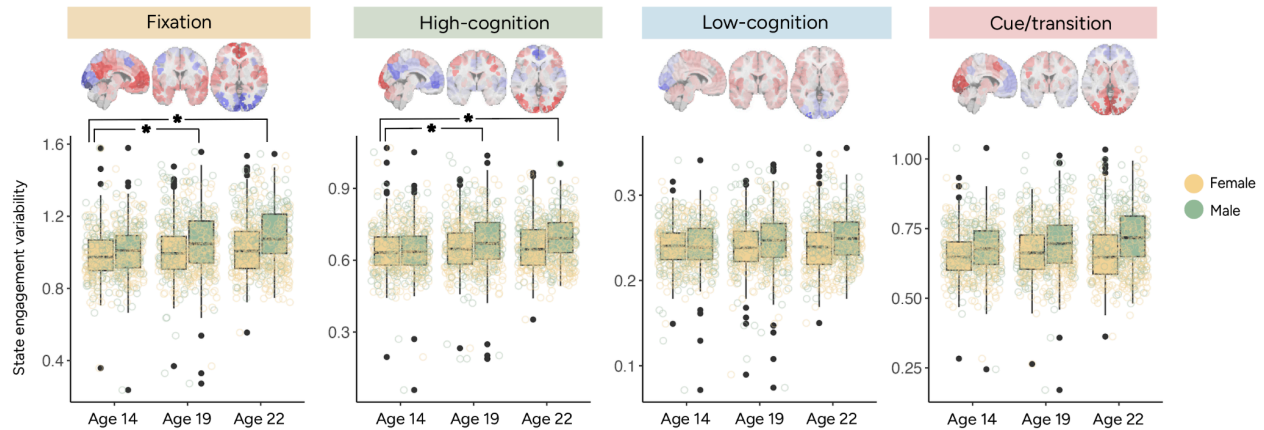 Fixation
High-cognition
Low-cognition
Cue/transition
* *
* *
State engagement variability
1.6
1.2
0.8
0.4
Age 14 Age 19 Age 22
0.9
0.6
0.3
Age 14 Age 19 Age 22
0.3
0.2
0.1
Age 14 Age 19 Age 22
1.00
0.75
0.50
0.25
Age 14 Age 19 Age 22
Female
Male